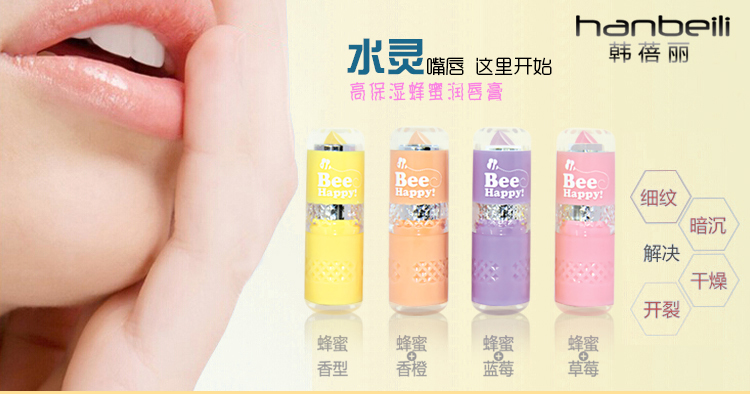 hanbeili
韩蓓丽
水灵嘴唇 这里开始
高保湿蜂蜜润唇膏
Bee
Happy!
Bee
Happy!
Bee
Happy!
Bee
Happy!
细纹
暗沉
解决
干燥
开裂
蜂蜜
香型
蜂蜜
+
香橙
蜂蜜
+
蓝莓
蜂蜜
+
草莓